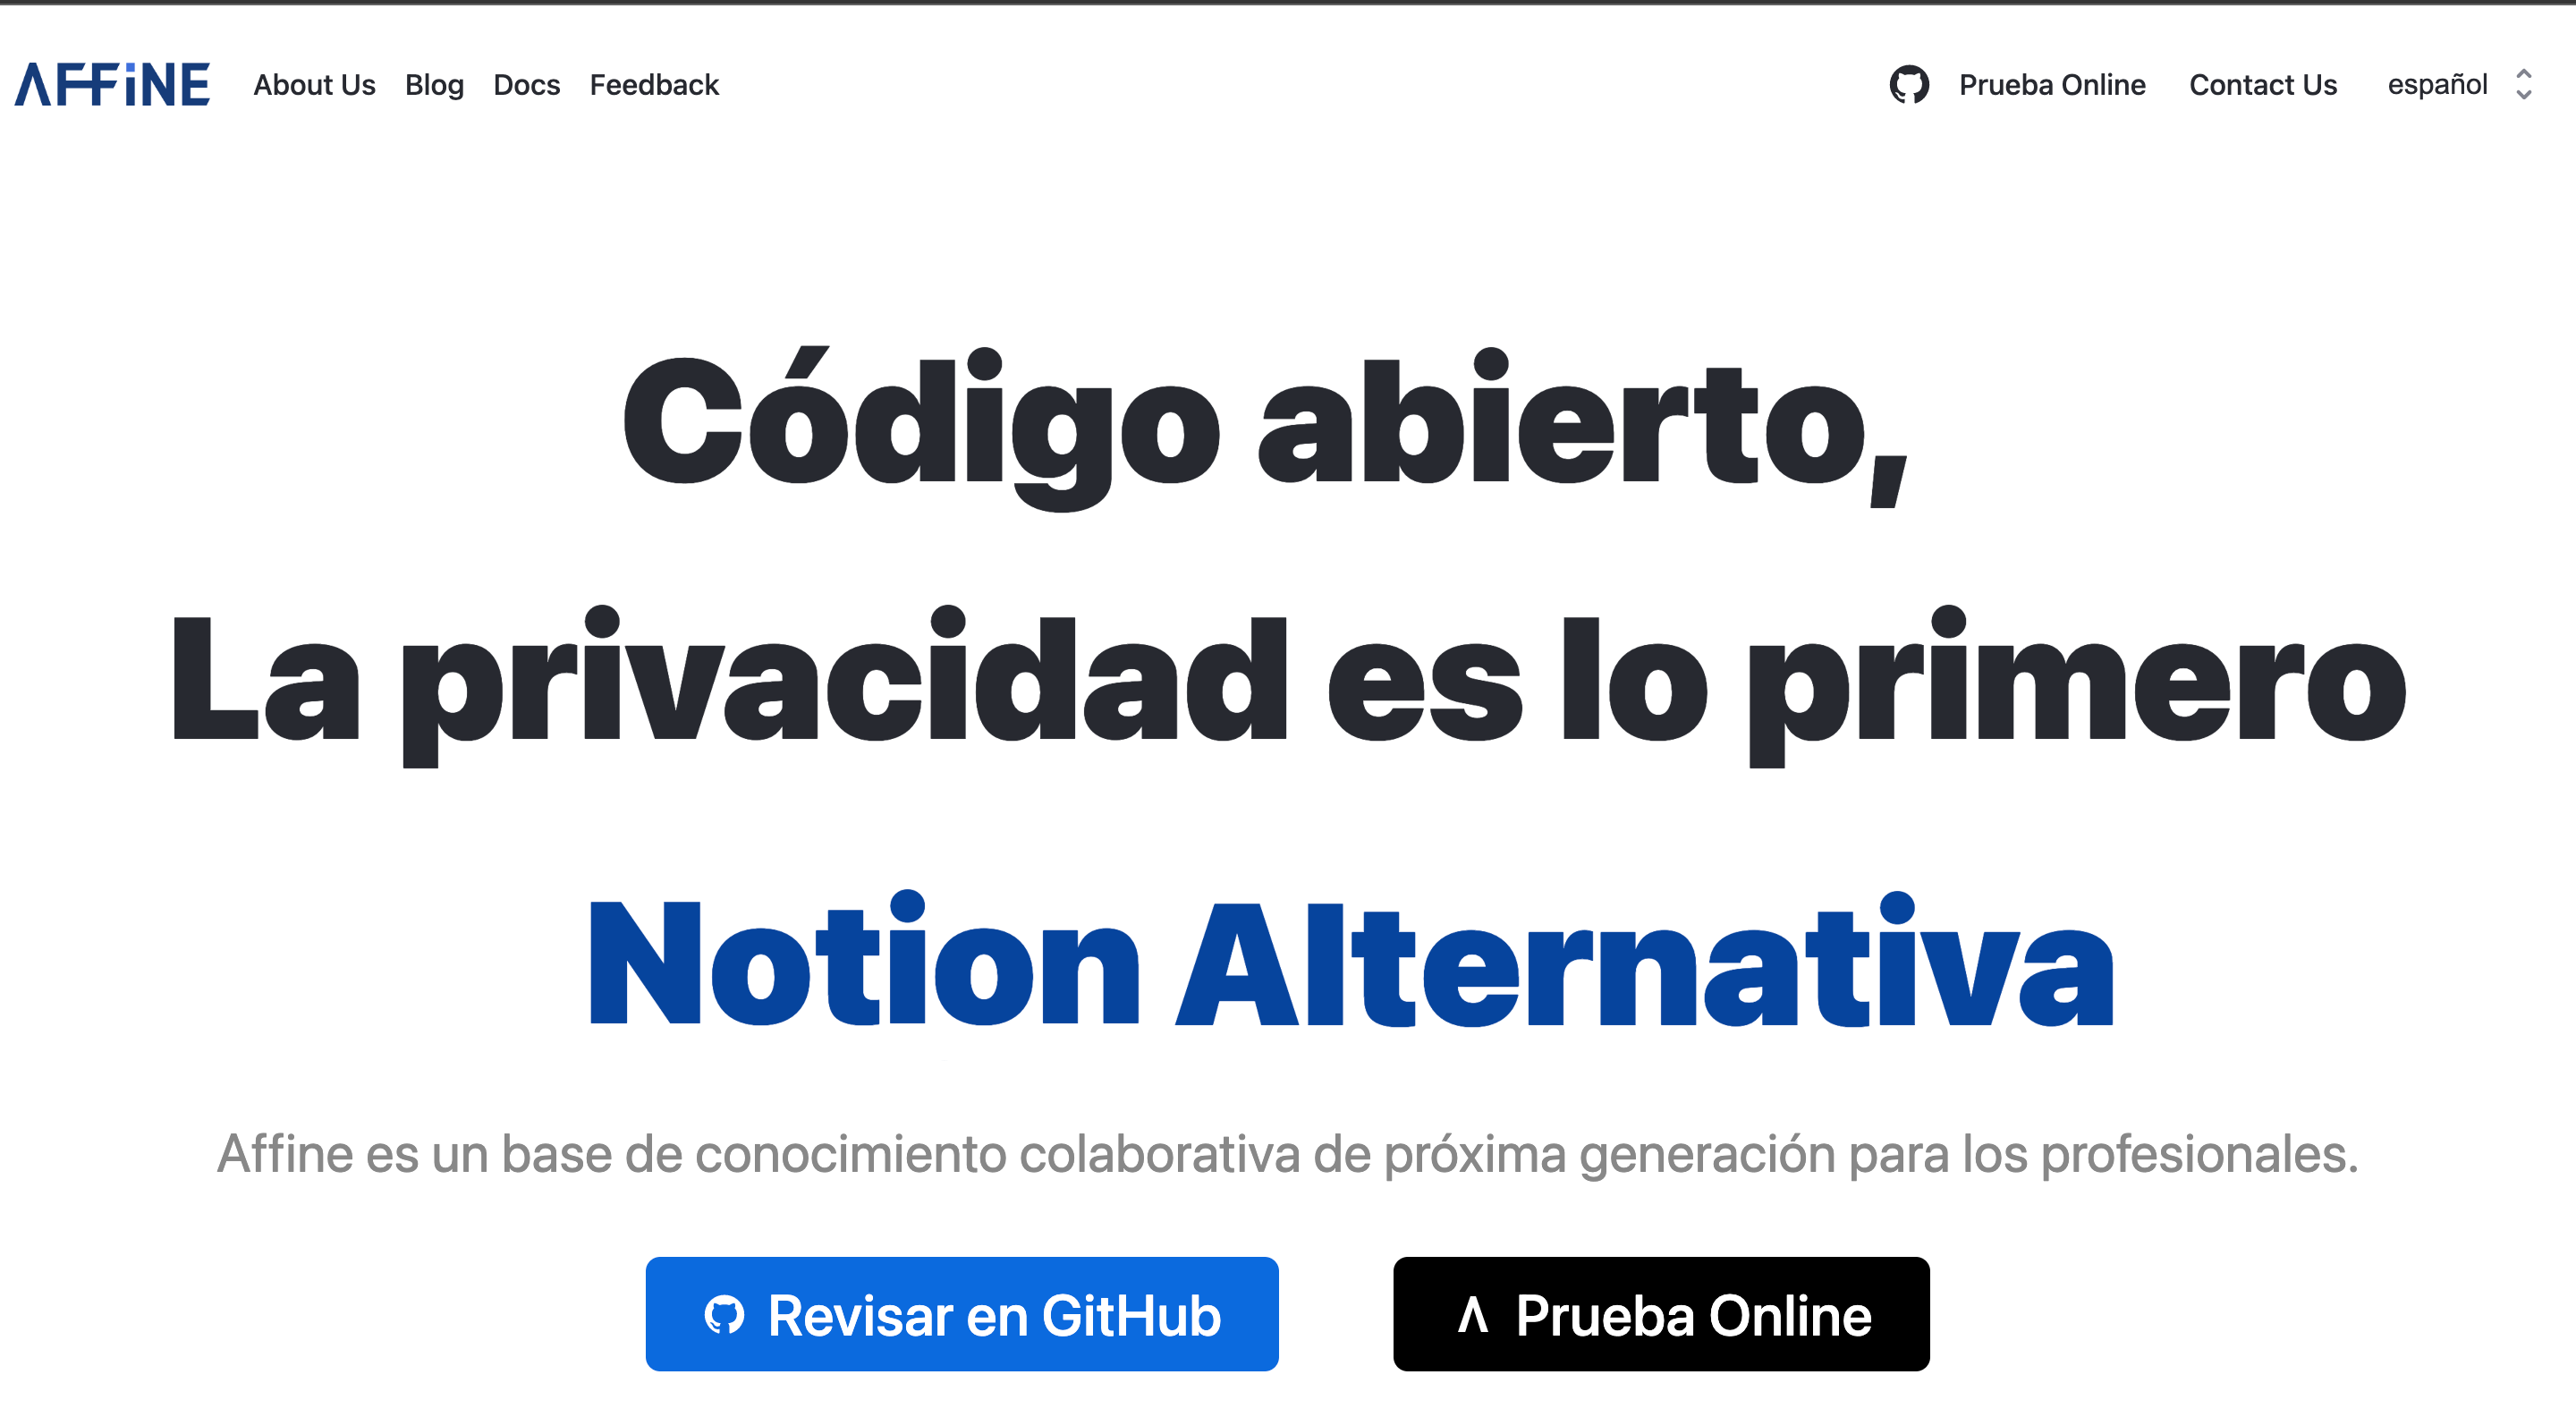 AFFiNE About Us Blog Docs Feedback Prueba Online Contact Us español
Código abierto,
La privacidad es lo primero
Notion Alternativa
Affine es un base de conocimiento colaborativa de próxima generación para los profesionales.
Revisar en GitHub Prueba Online